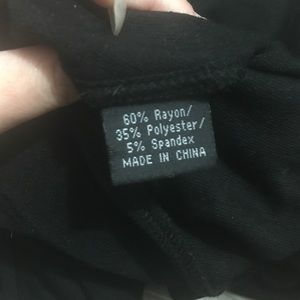 60% Rayon/
35% Polyester/
5% Spandex
MADE IN CHINA